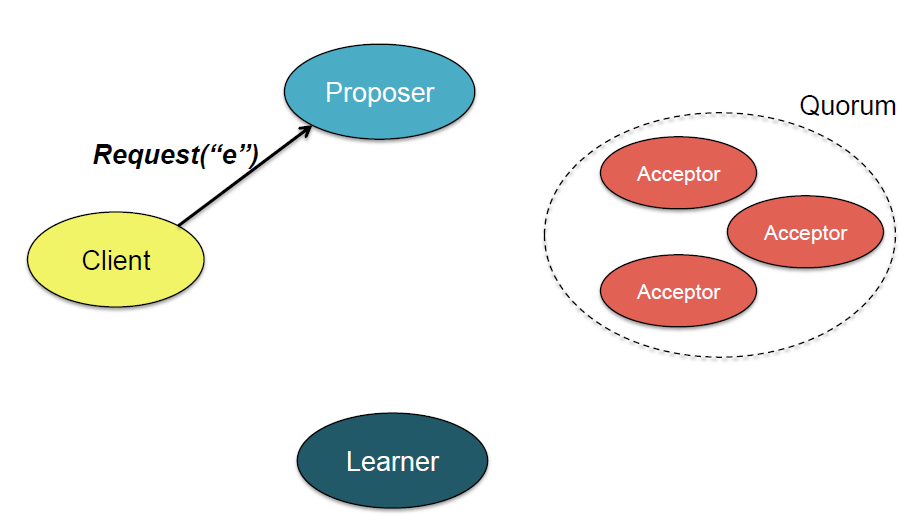 Proposer
Quorum
Request(“e”)
Acceptor
Acceptor
Client
Acceptor
Learner